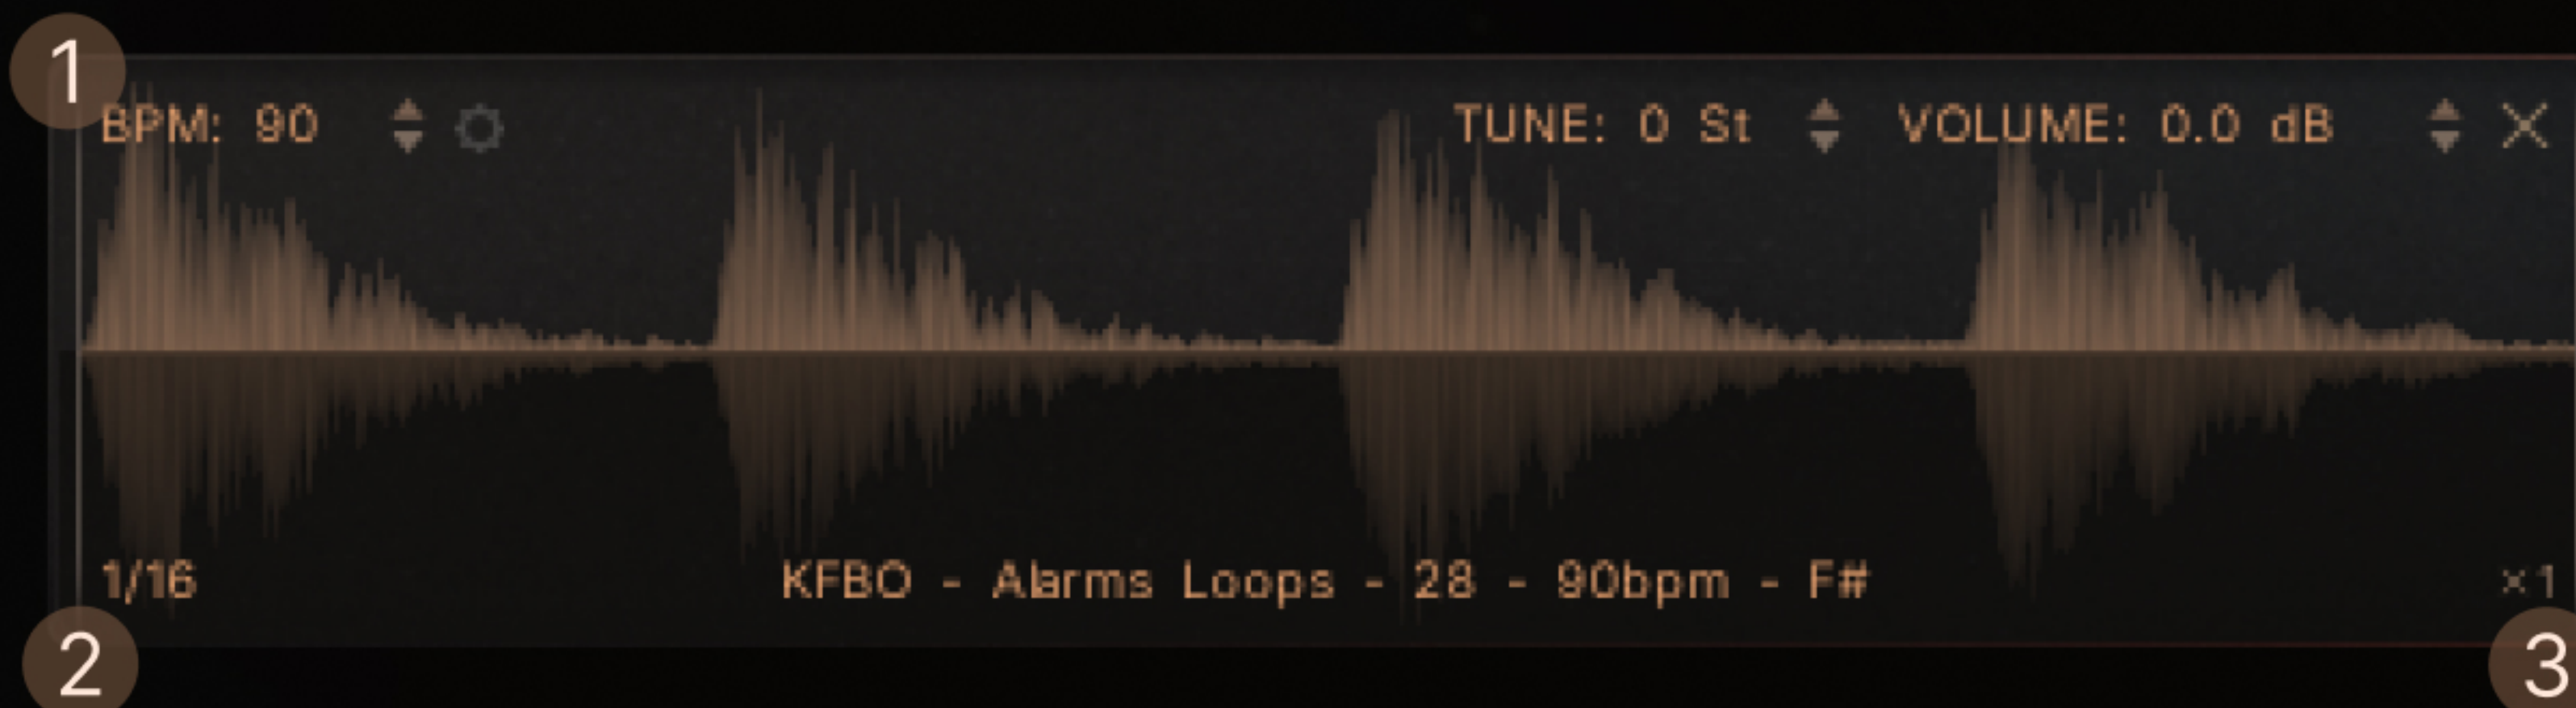 1
BPM: 90 TUNE: 0 St VOLUME: 0.0 dB
1/16 KFBO - Alarms Loops - 28 - 90bpm - F# ×1
2 3